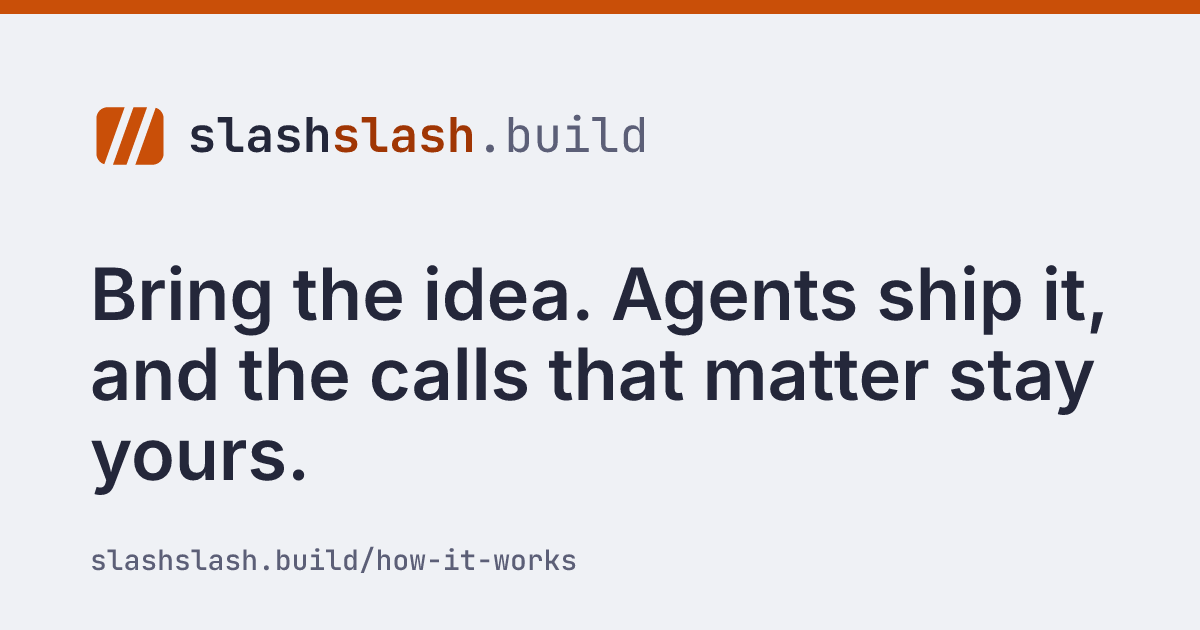 slashslash.build
Bring the idea. Agents ship it,
and the calls that matter stay
yours.
slashslash.build/how-it-works